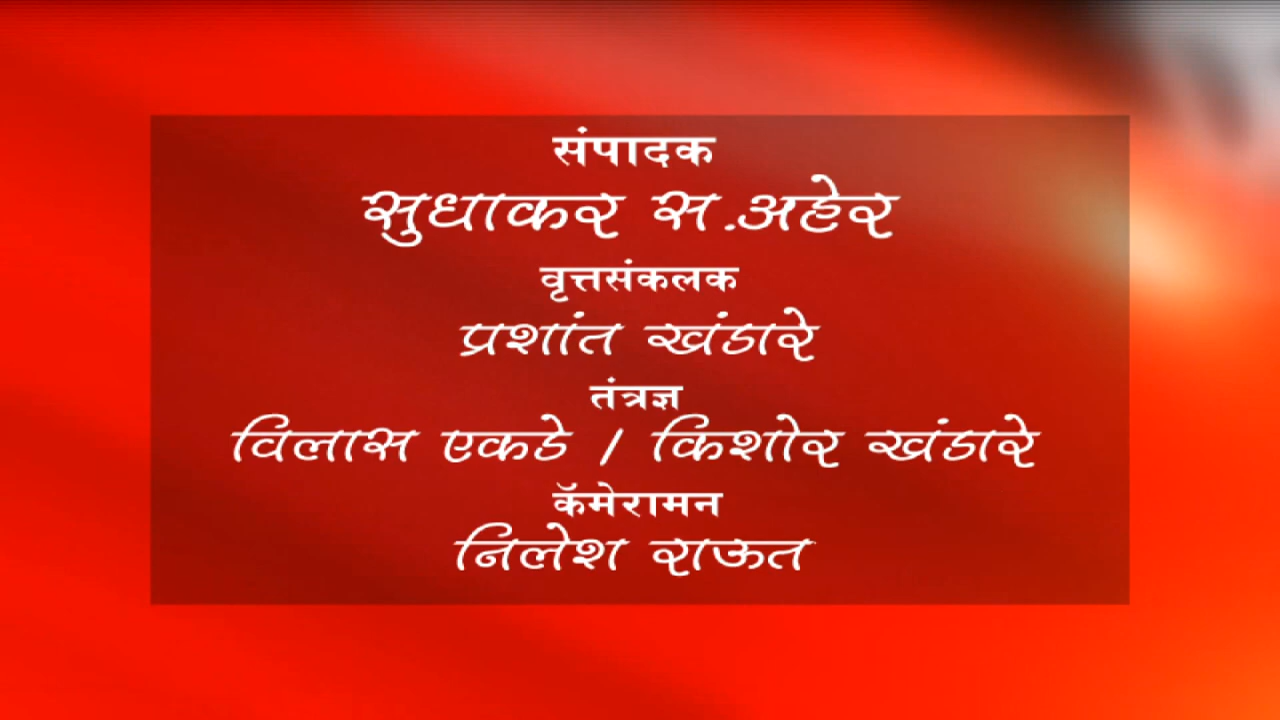 संपादक
सुधाकर स.अहेर
वृत्तसंकलक
प्रशांत खंडारे
तंत्रज्ञ
विलास एकडे / किशोर खंडारे
कॅमेरामन
निलेश राऊत